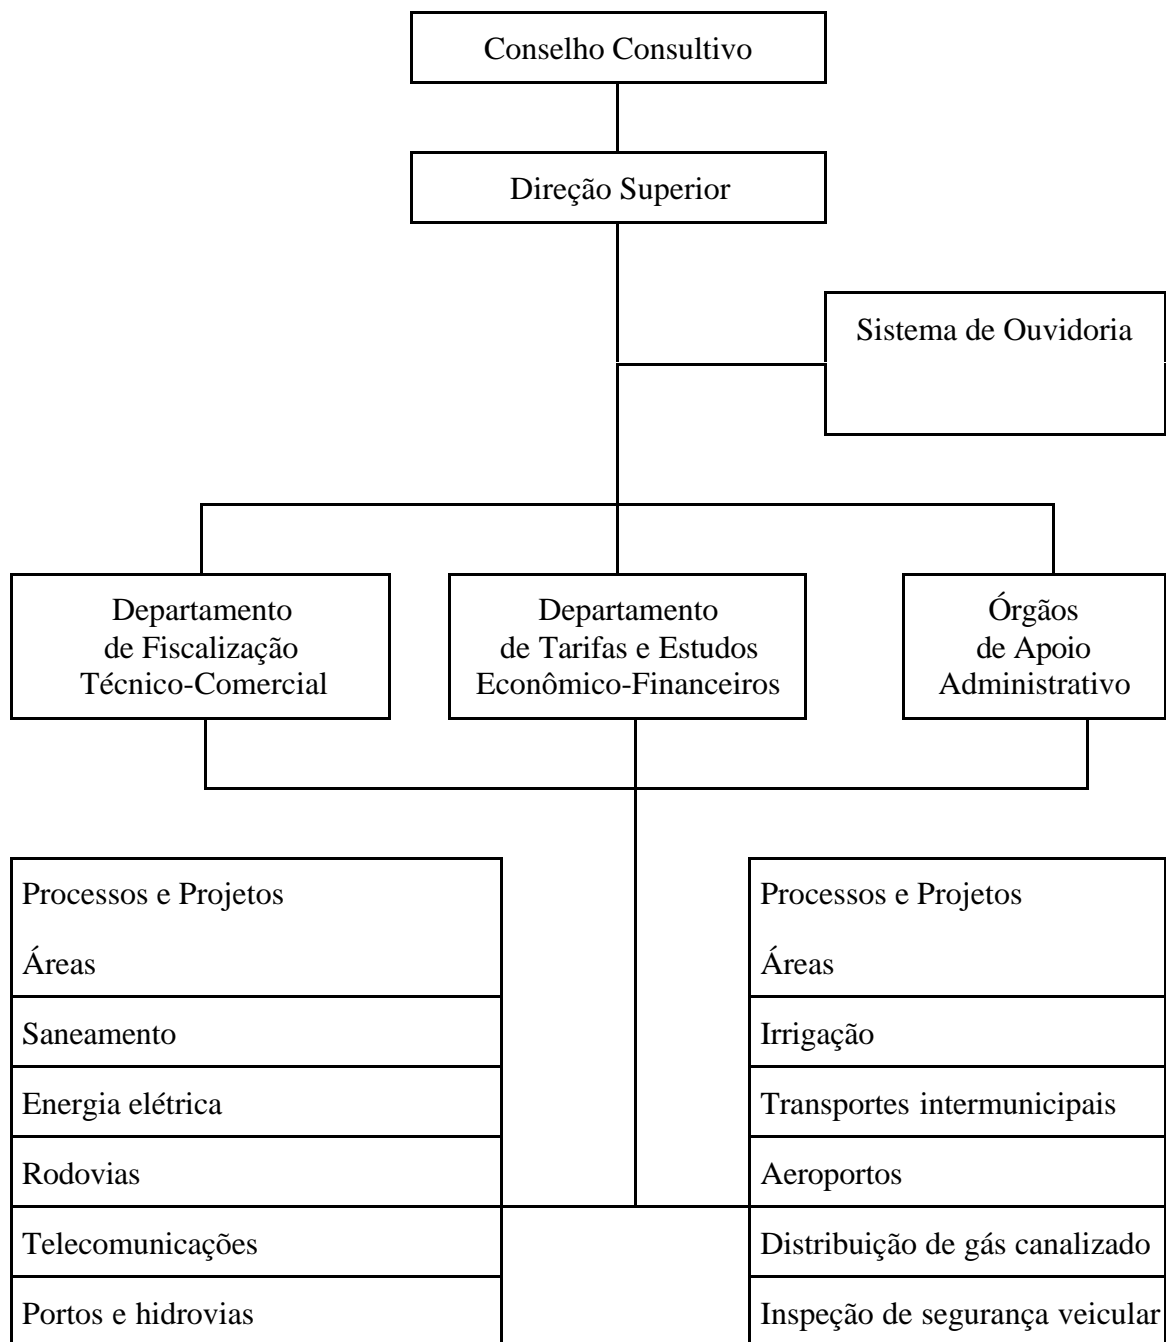 Conselho Consultivo
Direção Superior
Sistema de Ouvidoria
Departamento
de Fiscalização
Técnico-Comercial
Departamento
de Tarifas e Estudos
Econômico-Financeiros
Órgãos
de Apoio
Administrativo
Processos e Projetos
Áreas
Saneamento
Energia elétrica
Rodovias
Telecomunicações
Portos e hidrovias
Processos e Projetos
Áreas
Irrigação
Transportes intermunicipais
Aeroportos
Distribuição de gás canalizado
Inspeção de segurança veicular